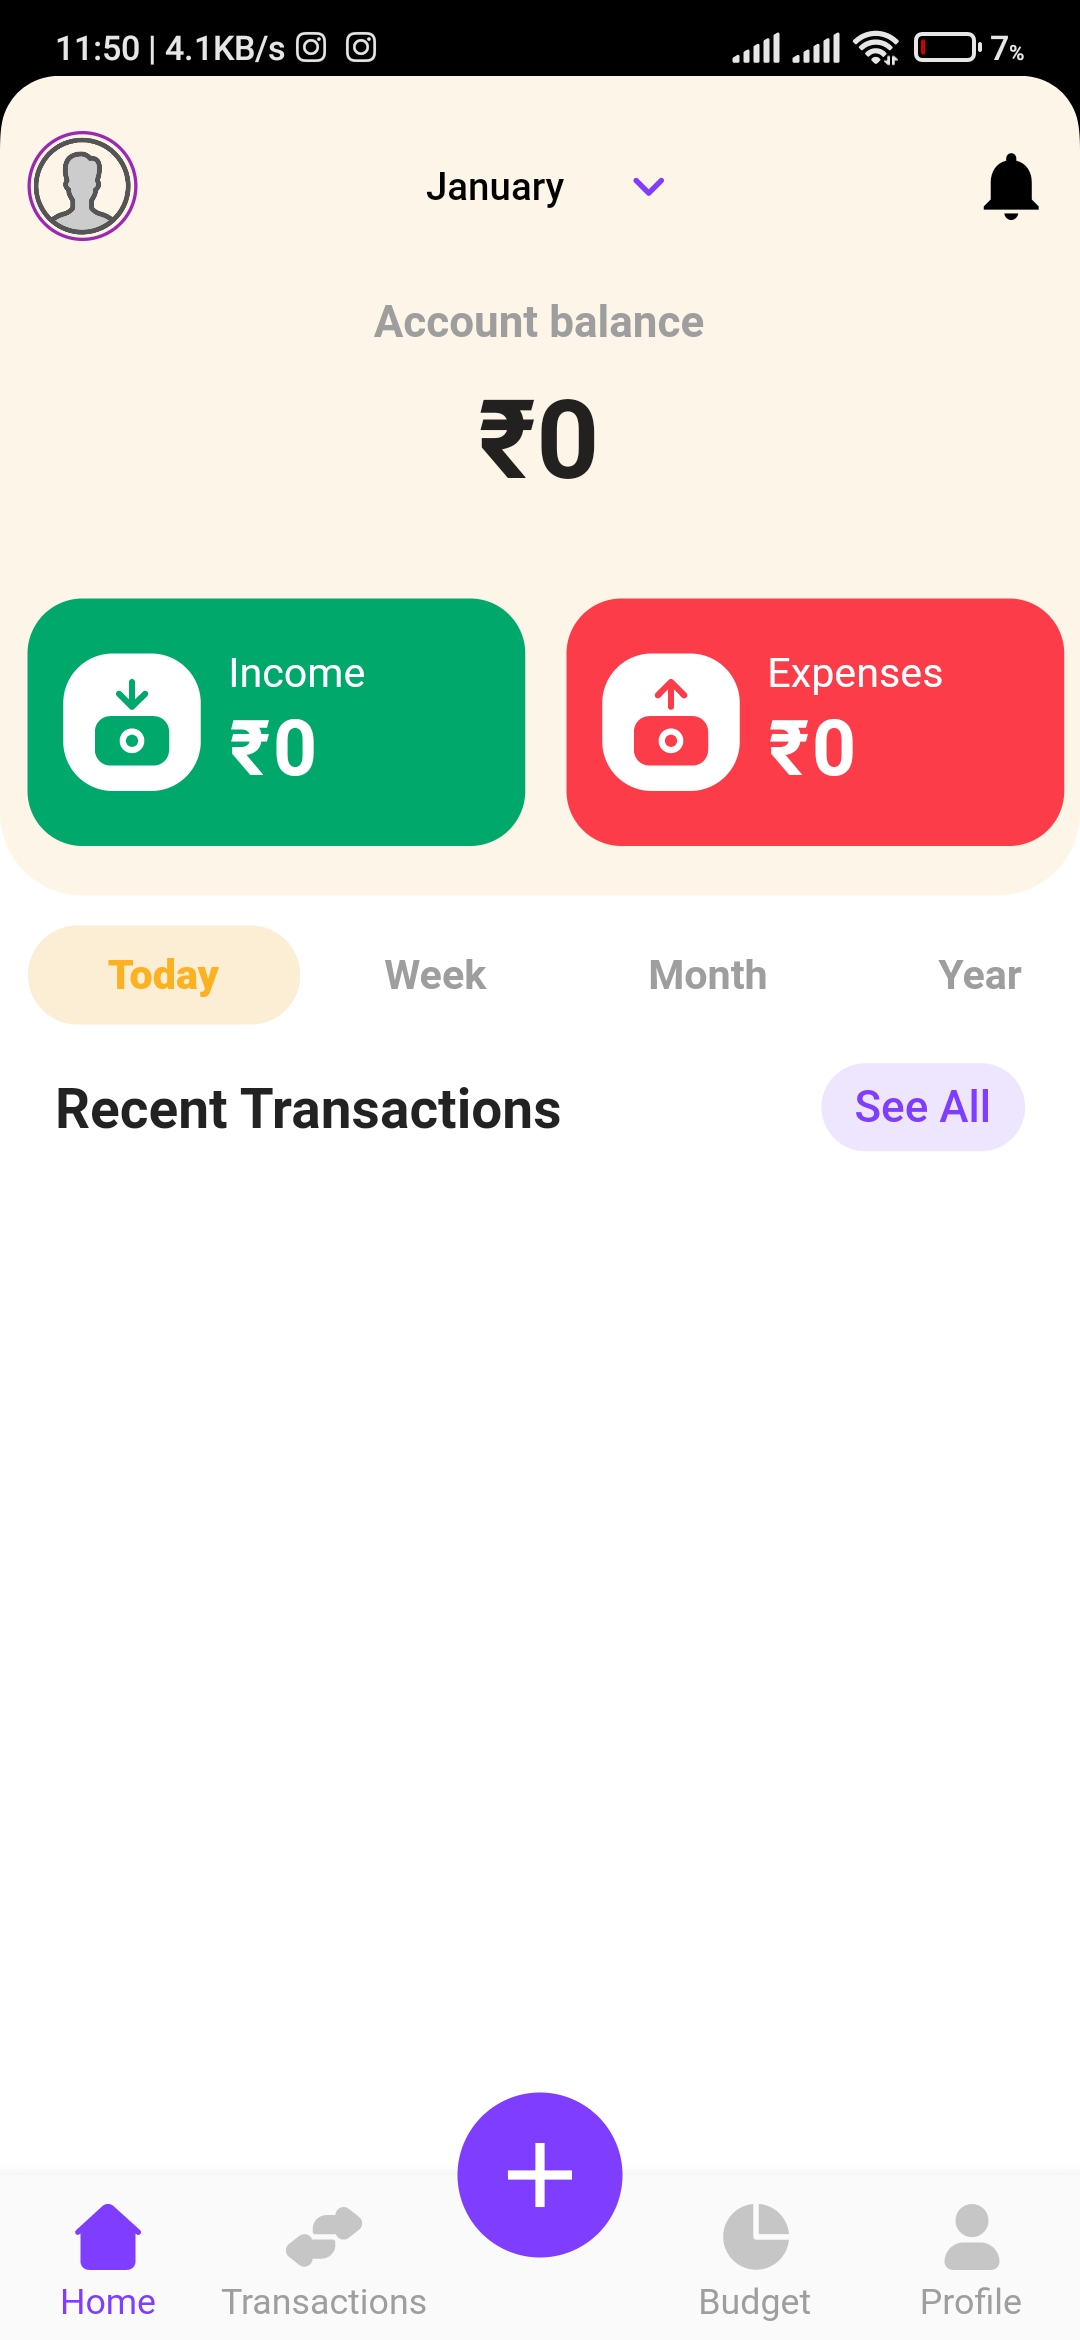 11:50 | 4.1KB/s 7%
January
Account balance
₹0
Income Expenses
₹0 ₹0
Today Week Month Year
Recent Transactions See All
Home Transactions Budget Profile